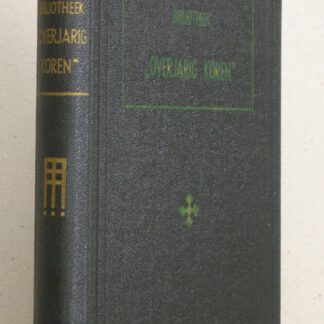 BIBLIOTHEEK
„OVERJARIG
KOREN"
BIBLIOTHEEK
„OVERJARIG KOREN"